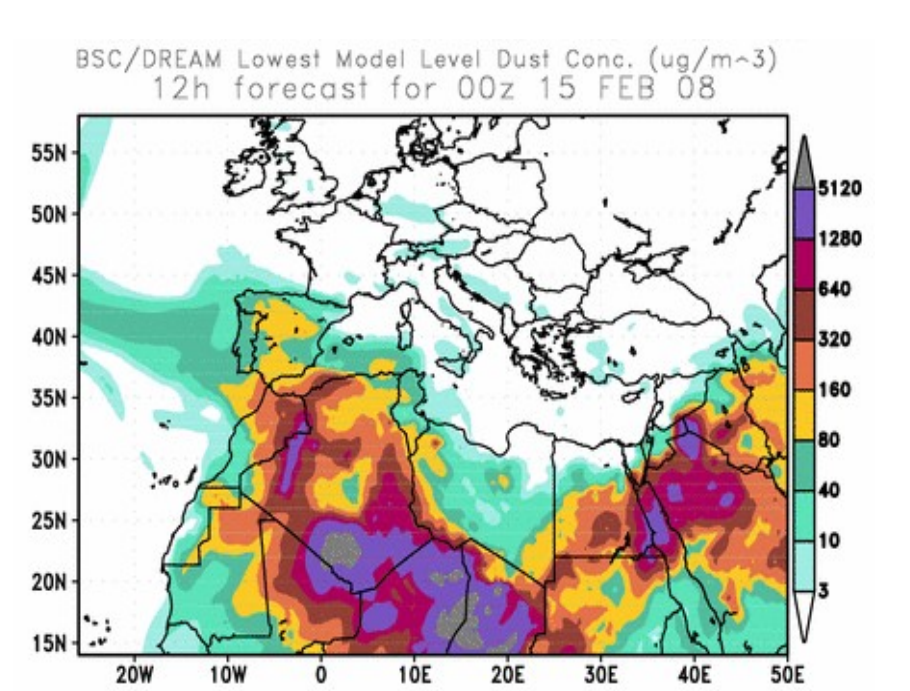 BSC/DREAM Lowest Model Level Dust Conc. (ug/m^3)
12h forecast for 00z 15 FEB 08
55N
50N
45N
40N
35N
30N
25N
20N
15N
20W 10W 0 10E 20E 30E 40E 50E
5120
1280
640
320
160
80
40
10
3